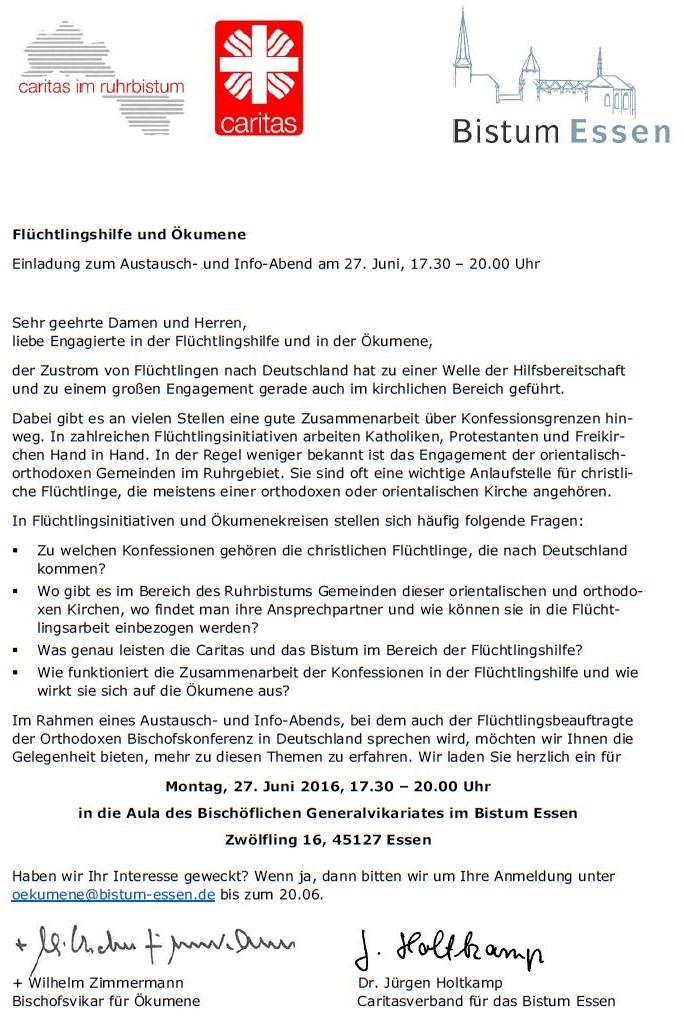 caritas im ruhrbistum
caritas
Bistum Essen
Flüchtlingshilfe und Ökumene
Einladung zum Austausch- und Info-Abend am 27. Juni, 17.30 – 20.00 Uhr
Sehr geehrte Damen und Herren,
liebe Engagierte in der Flüchtlingshilfe und in der Ökumene,
der Zustrom von Flüchtlingen nach Deutschland hat zu einer Welle der Hilfsbereitschaft
und zu einem großen Engagement gerade auch im kirchlichen Bereich geführt.
Dabei gibt es an vielen Stellen eine gute Zusammenarbeit über Konfessionsgrenzen hin-
weg. In zahlreichen Flüchtlingsinitiativen arbeiten Katholiken, Protestanten und Freikir-
chen Hand in Hand. In der Regel weniger bekannt ist das Engagement der orientalisch-
orthodoxen Gemeinden im Ruhrgebiet. Sie sind oft eine wichtige Anlaufstelle für christli-
che Flüchtlinge, die meistens einer orthodoxen oder orientalischen Kirche angehören.
In Flüchtlingsinitiativen und Ökumenekreisen stellen sich häufig folgende Fragen:
▪ Zu welchen Konfessionen gehören die christlichen Flüchtlinge, die nach Deutschland
kommen?
▪ Wo gibt es im Bereich des Ruhrbistums Gemeinden dieser orientalischen und orthodo-
xen Kirchen, wo findet man ihre Ansprechpartner und wie können sie in die Flücht-
lingsarbeit einbezogen werden?
▪ Was genau leisten die Caritas und das Bistum im Bereich der Flüchtlingshilfe?
▪ Wie funktioniert die Zusammenarbeit der Konfessionen in der Flüchtlingshilfe und wie
wirkt sie sich auf die Ökumene aus?
Im Rahmen eines Austausch- und Info-Abends, bei dem auch der Flüchtlingsbeauftragte
der Orthodoxen Bischofskonferenz in Deutschland sprechen wird, möchten wir Ihnen die
Gelegenheit bieten, mehr zu diesen Themen zu erfahren. Wir laden Sie herzlich ein für
Montag, 27. Juni 2016, 17.30 – 20.00 Uhr
in die Aula des Bischöflichen Generalvikariates im Bistum Essen
Zwölfling 16, 45127 Essen
Haben wir Ihr Interesse geweckt? Wenn ja, dann bitten wir um Ihre Anmeldung unter
oekumene@bistum-essen.de bis zum 20.06.
J. Holtkamp
+ Wilhelm Zimmermann
Dr. Jürgen Holtkamp
Bischofsvikar für Ökumene
Caritasverband für das Bistum Essen